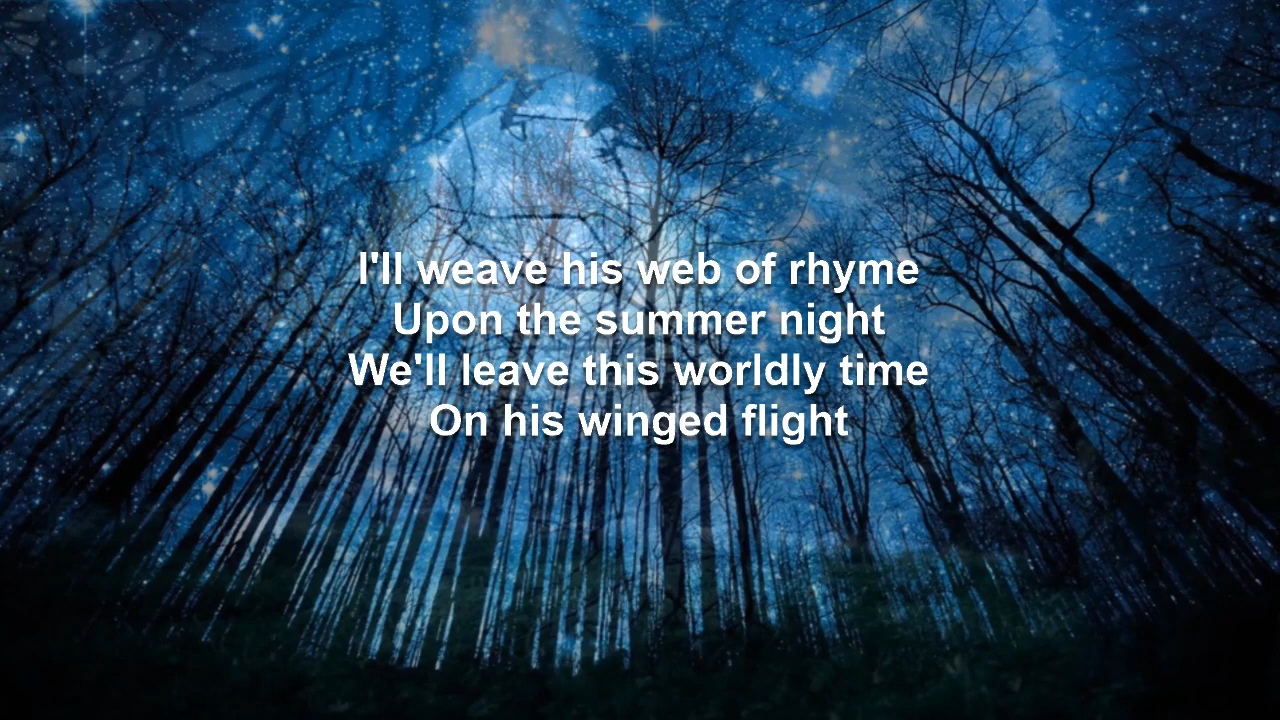 I'll weave his web of rhyme
Upon the summer night
We'll leave this worldly time
On his winged flight